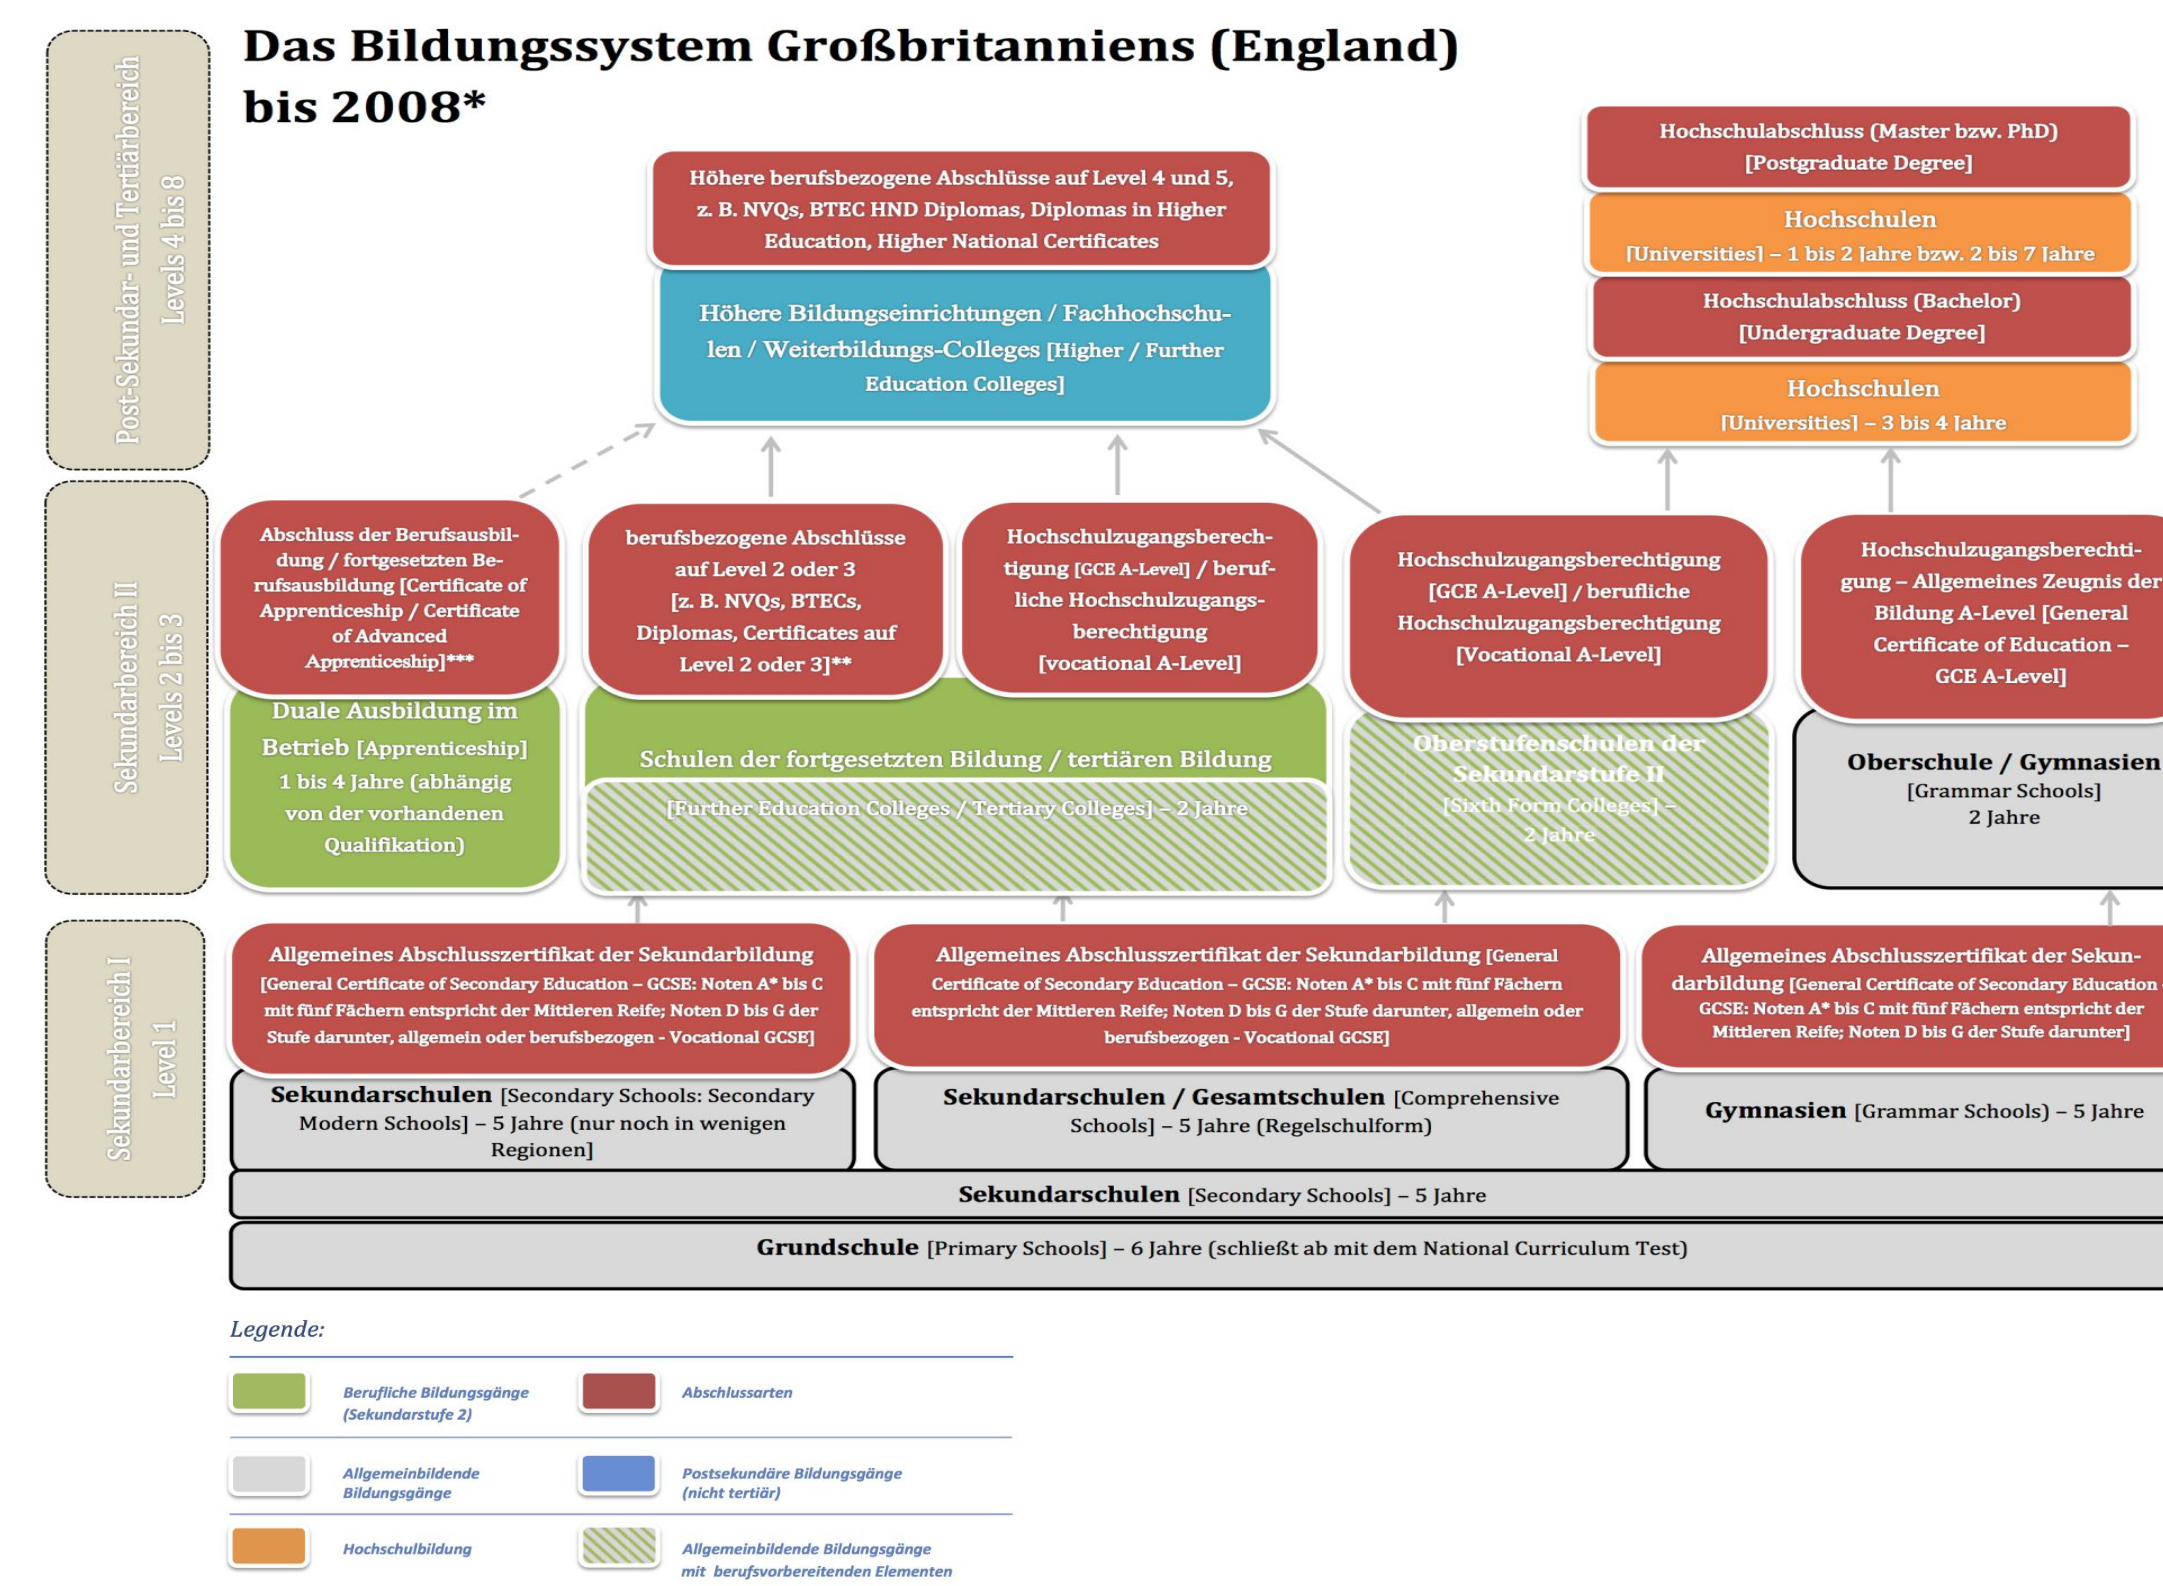 Das Bildungssystem Großbritanniens (England)
bis 2008*
Post-Sekundar- und Tertiärbereich
Levels 4 bis 8
Höhere berufsbezogene Abschlüsse auf Level 4 und 5,
z. B. NVQs, BTEC HND Diplomas, Diplomas in Higher
Education, Higher National Certificates
Höhere Bildungseinrichtungen / Fachhochschu-
len / Weiterbildungs-Colleges [Higher / Further
Education Colleges]
Hochschulabschluss (Master bzw. PhD)
[Postgraduate Degree]
Hochschulen
[Universities] – 1 bis 2 Jahre bzw. 2 bis 7 Jahre
Hochschulabschluss (Bachelor)
[Undergraduate Degree]
Hochschulen
[Universities] – 3 bis 4 Jahre
Sekundarbereich II
Levels 2 bis 3
Abschluss der Berufsausbil-
dung / fortgesetzten Be-
rufsausbildung [Certificate of
Apprenticeship / Certificate
of Advanced
Apprenticeship]***
Duale Ausbildung im
Betrieb [Apprenticeship]
1 bis 4 Jahre (abhängig
von der vorhandenen
Qualifikation)
berufsbezogene Abschlüsse
auf Level 2 oder 3
[z. B. NVQs, BTECs,
Diplomas, Certificates auf
Level 2 oder 3]**
Hochschulzugangsberech-
tigung [GCE A-Level] / beruf-
liche Hochschulzugangs-
berechtigung
[vocational A-Level]
Schulen der fortgesetzten Bildung / tertiären Bildung
[Further Education Colleges / Tertiary Colleges] – 2 Jahre
Hochschulzugangsberechtigung
[GCE A-Level] / berufliche
Hochschulzugangsberechtigung
[Vocational A-Level]
Oberstufenschulen der
Sekundarstufe II
[Sixth Form Colleges] –
2 Jahre
Hochschulzugangsberechti-
gung – Allgemeines Zeugnis der
Bildung A-Level [General
Certificate of Education –
GCE A-Level]
Oberschule / Gymnasien
[Grammar Schools]
2 Jahre
Sekundarbereich I
Level 1
Allgemeines Abschlusszertifikat der Sekundarbildung
[General Certificate of Secondary Education – GCSE: Noten A* bis C
mit fünf Fächern entspricht der Mittleren Reife; Noten D bis G der
Stufe darunter, allgemein oder berufsbezogen - Vocational GCSE]
Sekundarschulen [Secondary Schools: Secondary
Modern Schools] – 5 Jahre (nur noch in wenigen
Regionen]
Allgemeines Abschlusszertifikat der Sekundarbildung [General
Certificate of Secondary Education – GCSE: Noten A* bis C mit fünf Fächern
entspricht der Mittleren Reife; Noten D bis G der Stufe darunter, allgemein oder
berufsbezogen - Vocational GCSE]
Sekundarschulen / Gesamtschulen [Comprehensive
Schools] – 5 Jahre (Regelschulform)
Allgemeines Abschlusszertifikat der Sekun-
darbildung [General Certificate of Secondary Education -
GCSE: Noten A* bis C mit fünf Fächern entspricht der
Mittleren Reife; Noten D bis G der Stufe darunter]
Gymnasien [Grammar Schools) – 5 Jahre
Sekundarschulen [Secondary Schools] – 5 Jahre
Grundschule [Primary Schools] – 6 Jahre (schließt ab mit dem National Curriculum Test)
Legende:
Berufliche Bildungsgänge
(Sekundarstufe 2)
Abschlussarten
Allgemeinbildende
Bildungsgänge
Postsekundäre Bildungsgänge
(nicht tertiär)
Hochschulbildung
Allgemeinbildende Bildungsgänge
mit berufsvorbereitenden Elementen